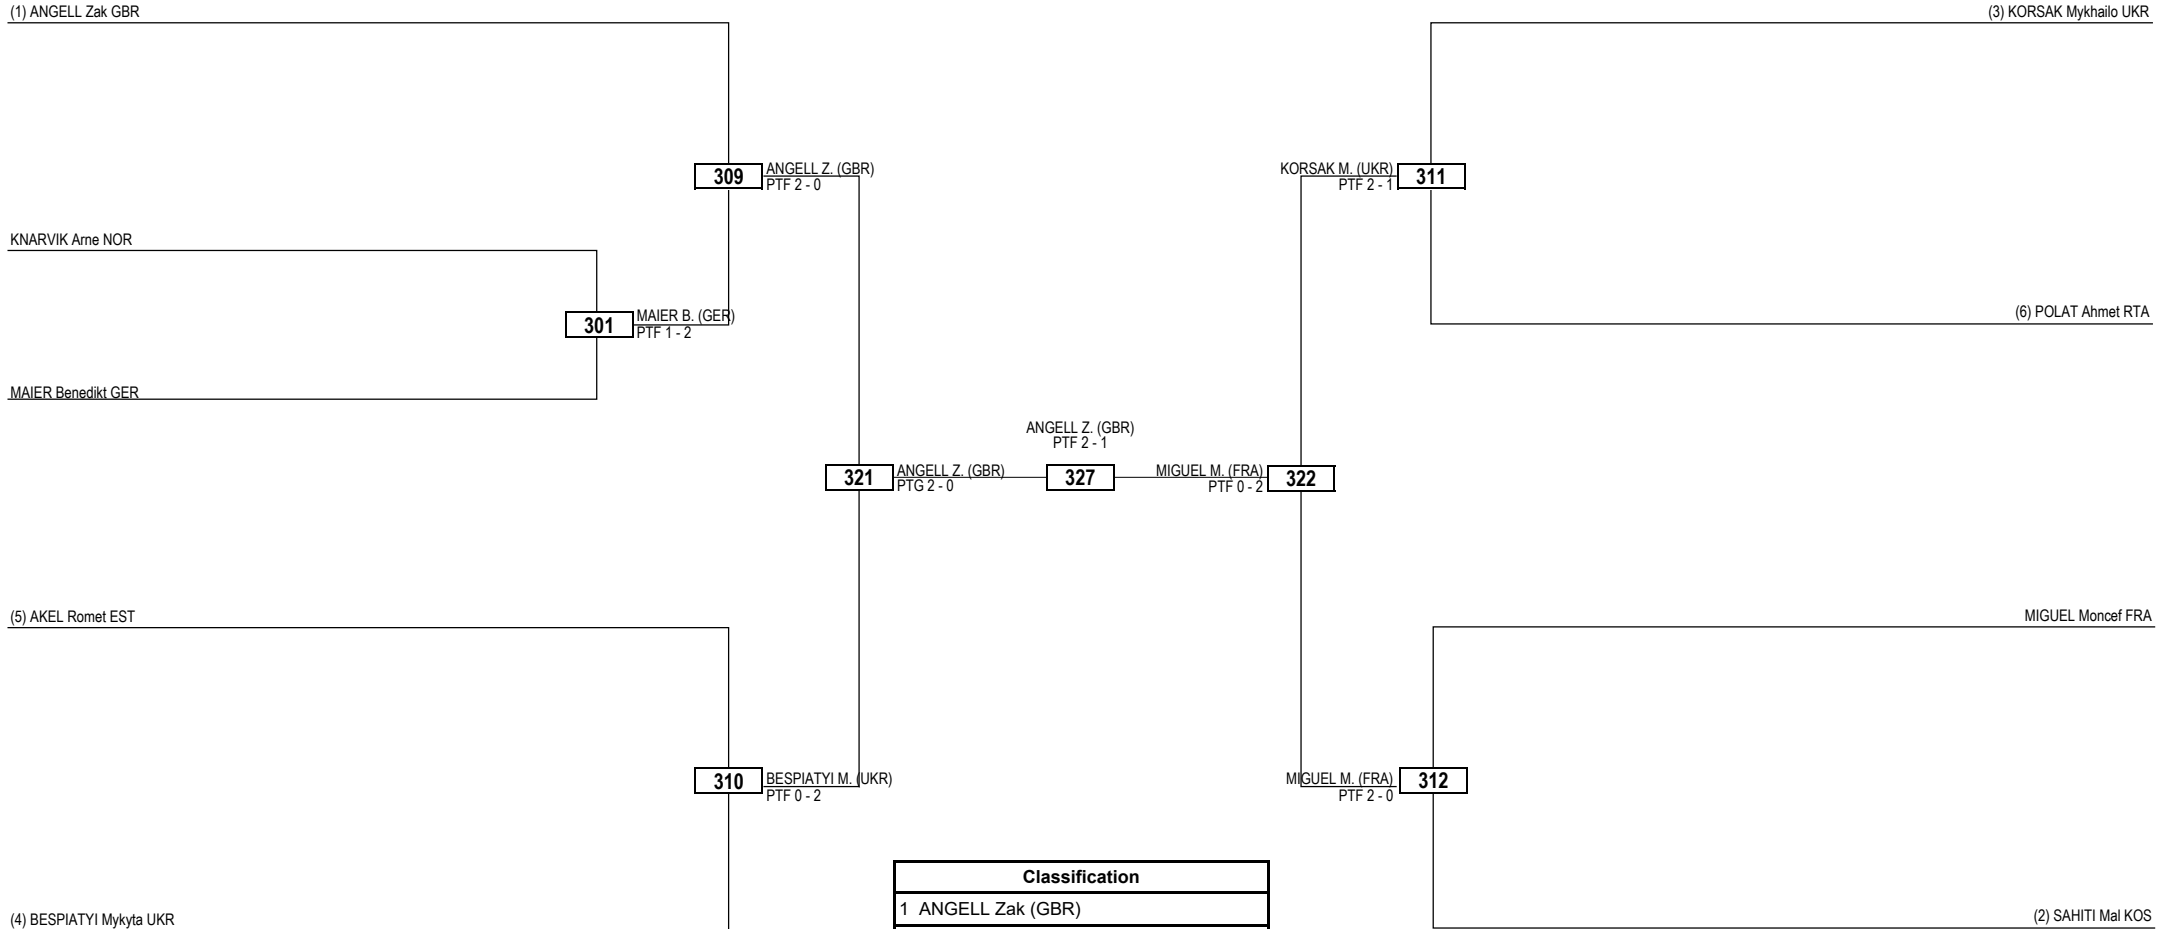 (1) ANGELL Zak GBR
(3) KORSAK Mykhailo UKR
309
ANGELL Z. (GBR)
PTF 2 - 0
KORSAK M. (UKR)
PTF 2 - 1
311
KNARVIK Arne NOR
301
MAIER B. (GER)
PTF 1 - 2
(6) POLAT Ahmet RTA
MAIER Benedikt GER
ANGELL Z. (GBR)
PTF 2 - 1
321
ANGELL Z. (GBR)
PTG 2 - 0
327
MIGUEL M. (FRA)
PTF 0 - 2
322
(5) AKEL Romet EST
MIGUEL Moncef FRA
310
BESPIATYI M. (UKR)
PTF 0 - 2
MIGUEL M. (FRA)
PTF 2 - 0
312
Classification
1 ANGELL Zak (GBR)
(4) BESPIATYI Mykyta UKR
(2) SAHITI Mal KOS